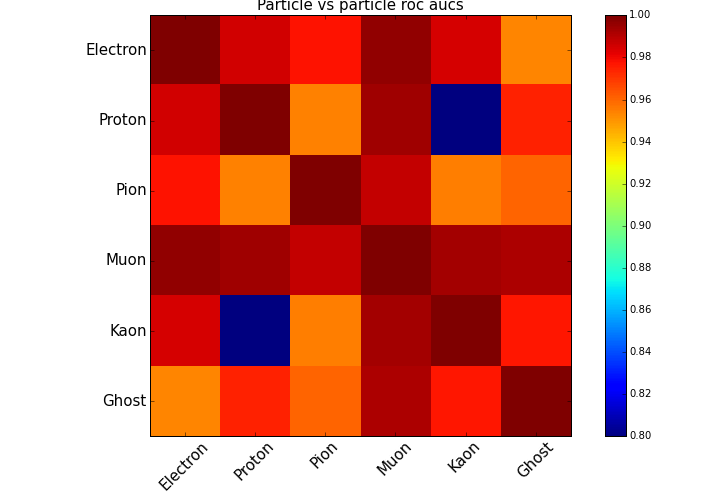 Particle vs particle roc aucs
Electron
Proton
Pion
Muon
Kaon
Ghost
Electron
Proton
Pion
Muon
Kaon
Ghost
1.00
0.98
0.96
0.94
0.92
0.90
0.88
0.86
0.84
0.82
0.80